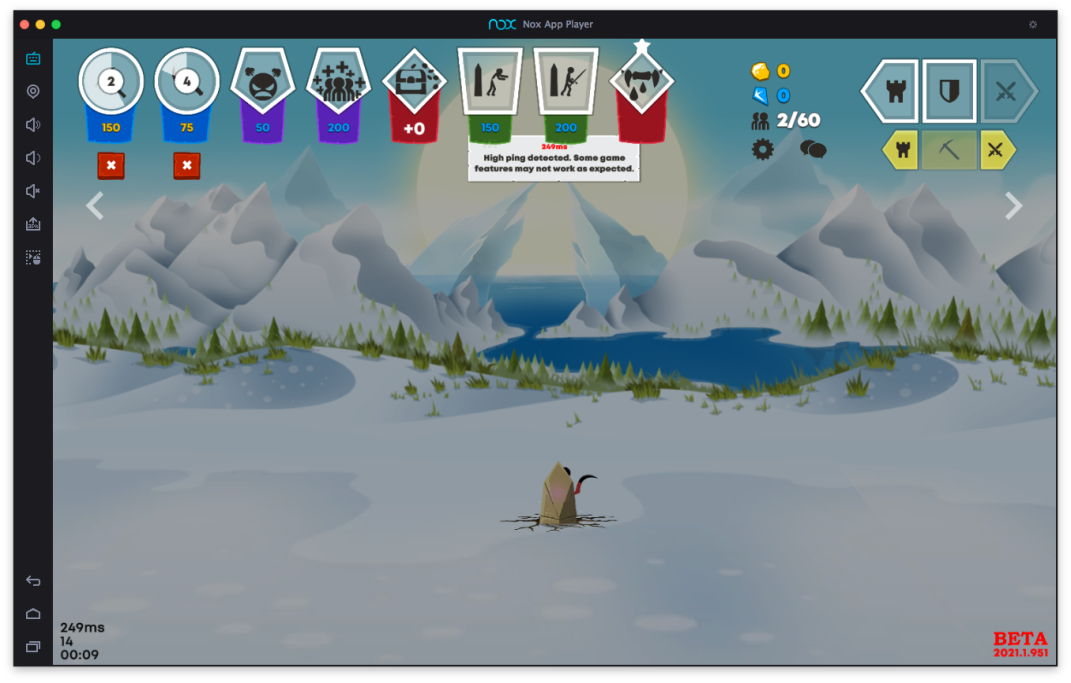 nox Nox App Player
2
4
150
75
50
200
+0
150
200
0
0
2/60
249ms
High ping detected. Some game
features may not work as expected.
249ms
14
00:09
BETA
2021.1.951